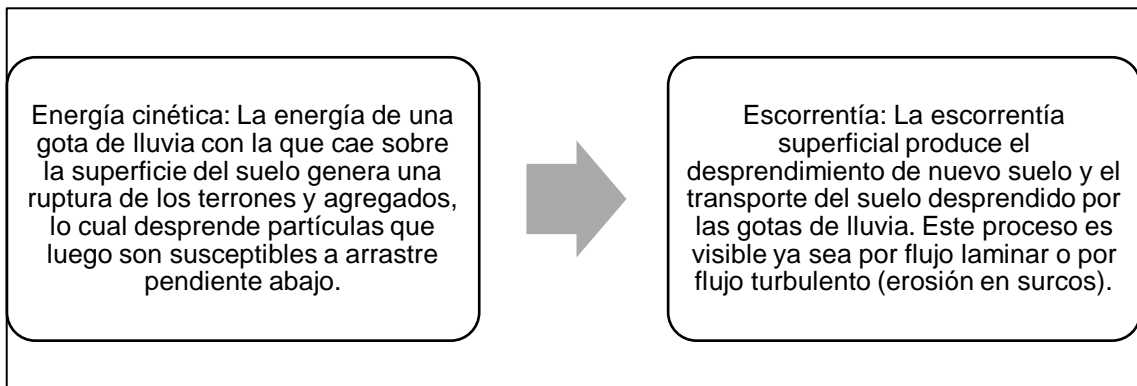 Energía cinética: La energía de una
gota de lluvia con la que cae sobre
la superficie del suelo genera una
ruptura de los terrones y agregados,
lo cual desprende partículas que
luego son susceptibles a arrastre
pendiente abajo.
Escorrentía: La escorrentía
superficial produce el
desprendimiento de nuevo suelo y el
transporte del suelo desprendido por
las gotas de lluvia. Este proceso es
visible ya sea por flujo laminar o por
flujo turbulento (erosión en surcos).